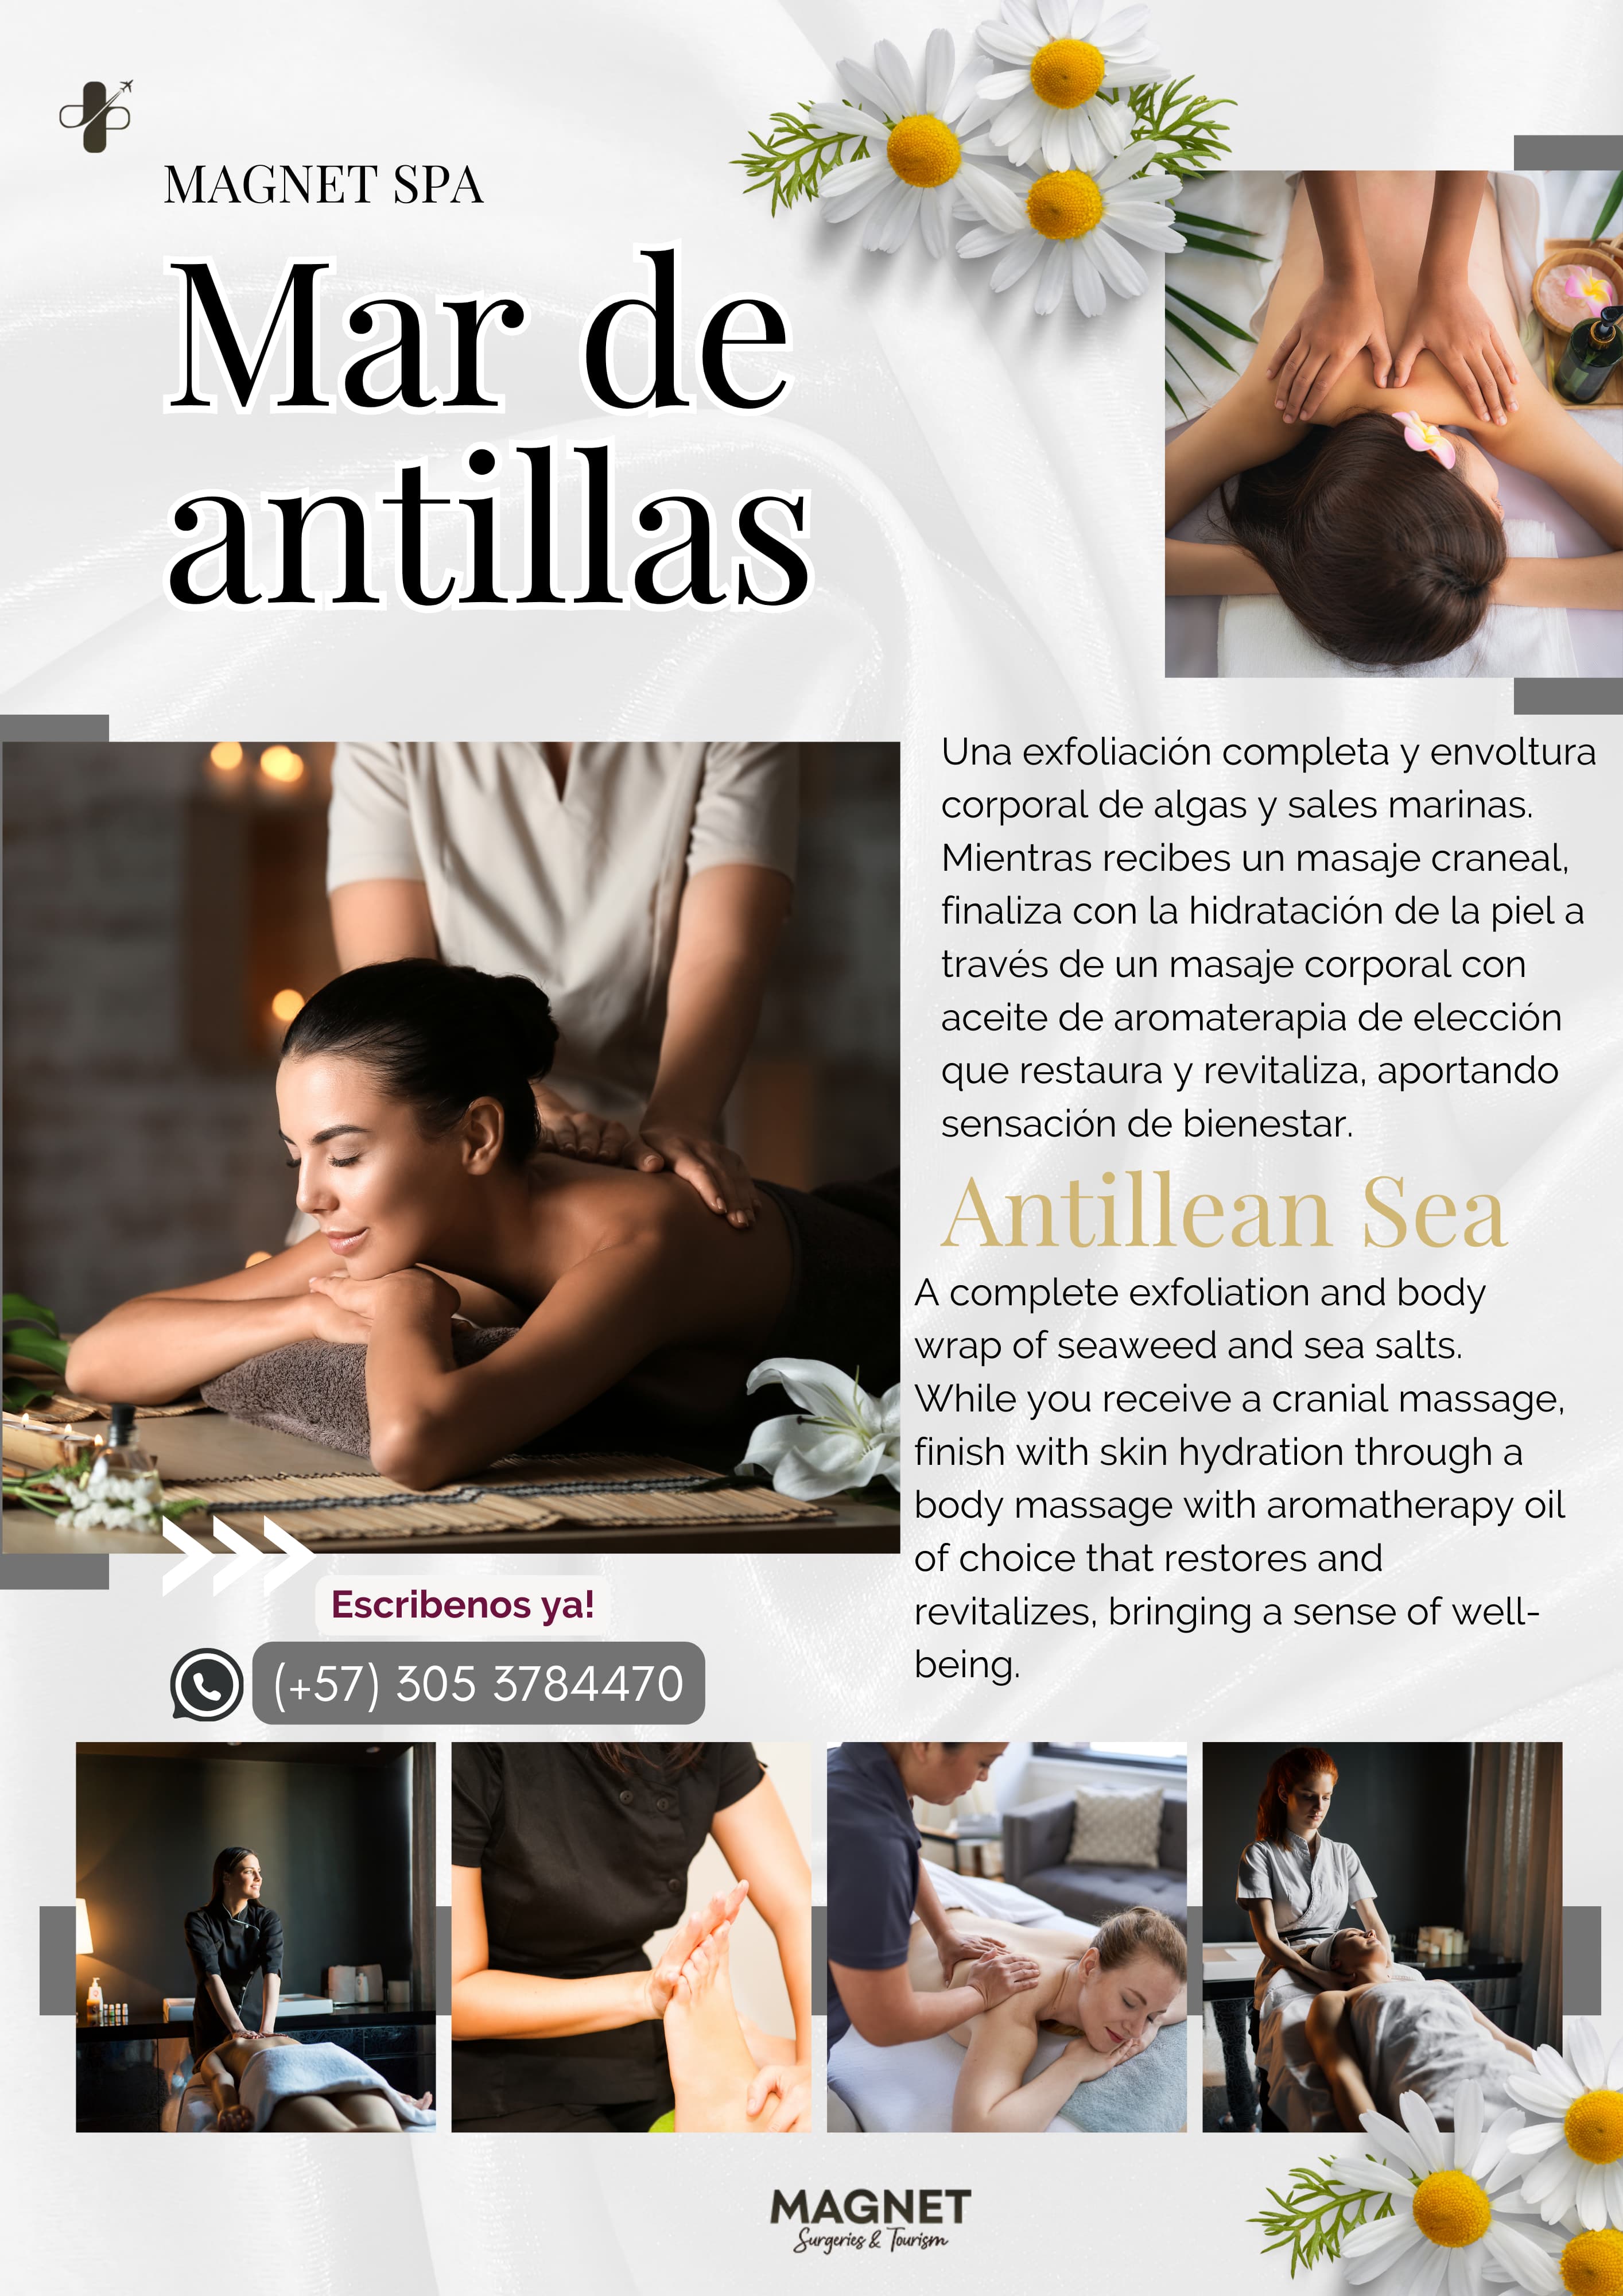 MAGNET SPA
Mar de
antillas
Una exfoliación completa y envoltura
corporal de algas y sales marinas.
Mientras recibes un masaje craneal,
finaliza con la hidratación de la piel a
través de un masaje corporal con
aceite de aromaterapia de elección
que restaura y revitaliza, aportando
sensación de bienestar.
Antillean Sea
A complete exfoliation and body
wrap of seaweed and sea salts.
While you receive a cranial massage,
finish with skin hydration through a
body massage with aromatherapy oil
of choice that restores and
revitalizes, bringing a sense of well-
being.
Escribenos ya!
(+57) 305 3784470
MAGNET
Surgeries & Tourism